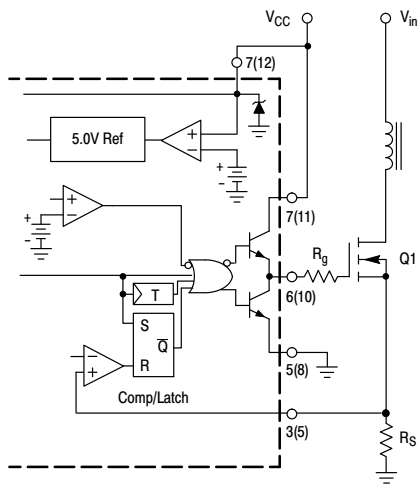 V_CC
V_in
7(12)
5.0V Ref
+
–
+
–
–
+
+
–
7(11)
R_g
Q1
6(10)
T
S
Q̅
R
–
+
5(8)
Comp/Latch
3(5)
R_S